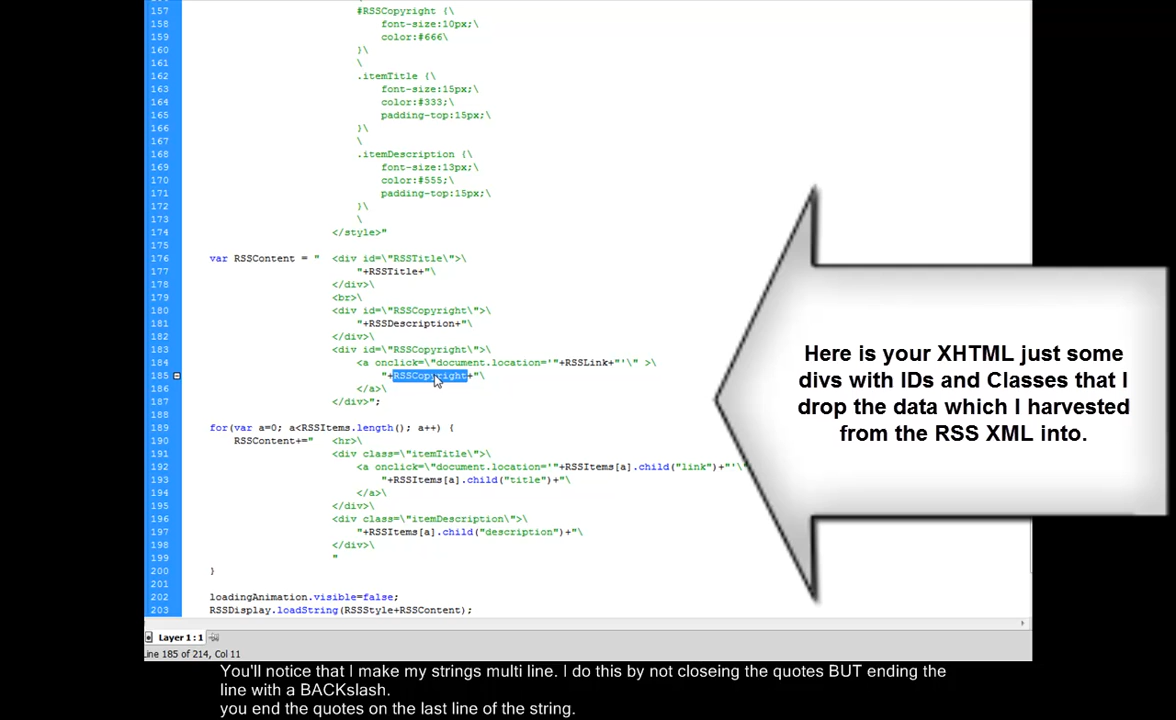 157 #RSSCopyright {\
158 font-size:10px;\
159 color:#666\
160 }\
161 \
162 .itemTitle {\
163 font-size:15px;\
164 color:#333;\
165 padding-top:15px;\
166 }\
167 \
168 .itemDescription {\
169 font-size:13px;\
170 color:#555;\
171 padding-top:15px;\
172 }\
173 \
174 </style>"
175
176 var RSSContent = " <div id=\"RSSTitle\">\
177 "+RSSTitle+"\
178 </div>\
179 <br>\
180 <div id=\"RSSCopyright\">\
181 "+RSSDescription+"\
182 </div>\
183 <div id=\"RSSCopyright\">\
184 <a onclick=\"document.location='"+RSSLink+"'\" >\
185 "+RSSCopyright+"\
186 </a>\
187 </div>";
188
189 for(var a=0; a<RSSItems.length(); a++) {
190 RSSContent+=" <hr>\
191 <div class=\"itemTitle\">\
192 <a onclick=\"document.location='"+RSSItems[a].child("link")+"'\
193 "+RSSItems[a].child("title")+"\
194 </a>\
195 </div>\
196 <div class=\"itemDescription\">\
197 "+RSSItems[a].child("description")+"\
198 </div>\
199 "
200 }
201
202 loadingAnimation.visible=false;
203 RSSDisplay.loadString(RSSStyle+RSSContent);
Here is your XHTML just some
divs with IDs and Classes that I
drop the data which I harvested
from the RSS XML into.
Layer 1 : 1
Line 185 of 214, Col 11
You'll notice that I make my strings multi line. I do this by not closeing the quotes BUT ending the
line with a BACKslash.
you end the quotes on the last line of the string.